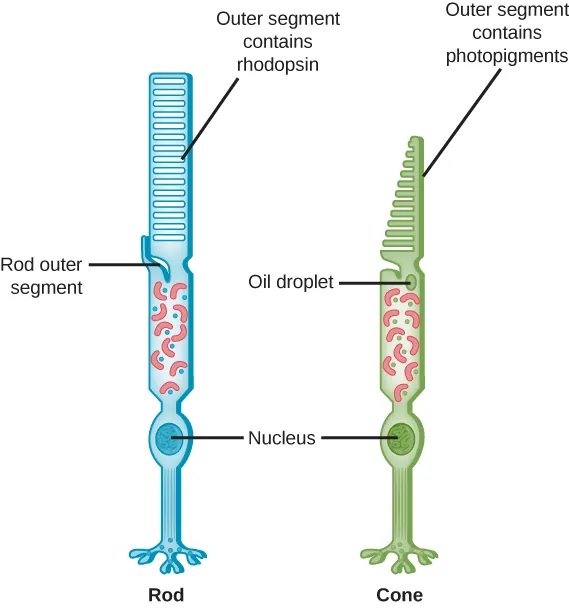 Outer segment
contains
rhodopsin
Outer segment
contains
photopigments
Rod outer
segment
Oil droplet
Nucleus
Rod
Cone